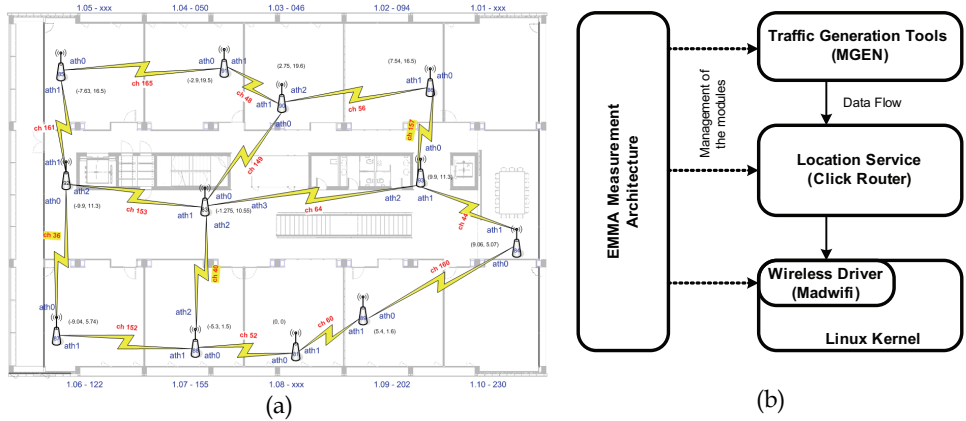 1.05 - xxx
1.04 - 050
1.03 - 046
1.02 - 094
1.01 - xxx
ath0
ath1
(-7.63, 16.5)
ch 165
ath0
ath1
(-2.9,19.5)
ch 48
(2.75, 19.6)
ath2
ath1
ath0
ch 56
(7.54, 16.5)
ath0
ath1
ch 161
ch 149
ch 157
ath1
ath2
ath0
(-9.9, 11.3)
ch 153
ath0
ath1
ath3
ath2
(-1.275, 10.55)
ch 64
ath0
(9.9, 11.3)
ath2
ath1
ch 44
ath1
(9.06, 5.07)
ath0
ch 36
ch 40
ch 160
ath0
(-9.04, 5.74)
ath1
ch 152
ath2
(-5.3, 1.5)
ath1
ath0
ch 52
(0, 0)
ath1
ath0
ch 60
ath0
ath1
(5.4, 1.6)
1.06 - 122
1.07 - 155
1.08 - xxx
1.09 - 202
1.10 - 230
(a)
EMMA Measurement
Architecture
Management of
the modules
Traffic Generation Tools
(MGEN)
Data Flow
Location Service
(Click Router)
Wireless Driver
(Madwifi)
Linux Kernel
(b)